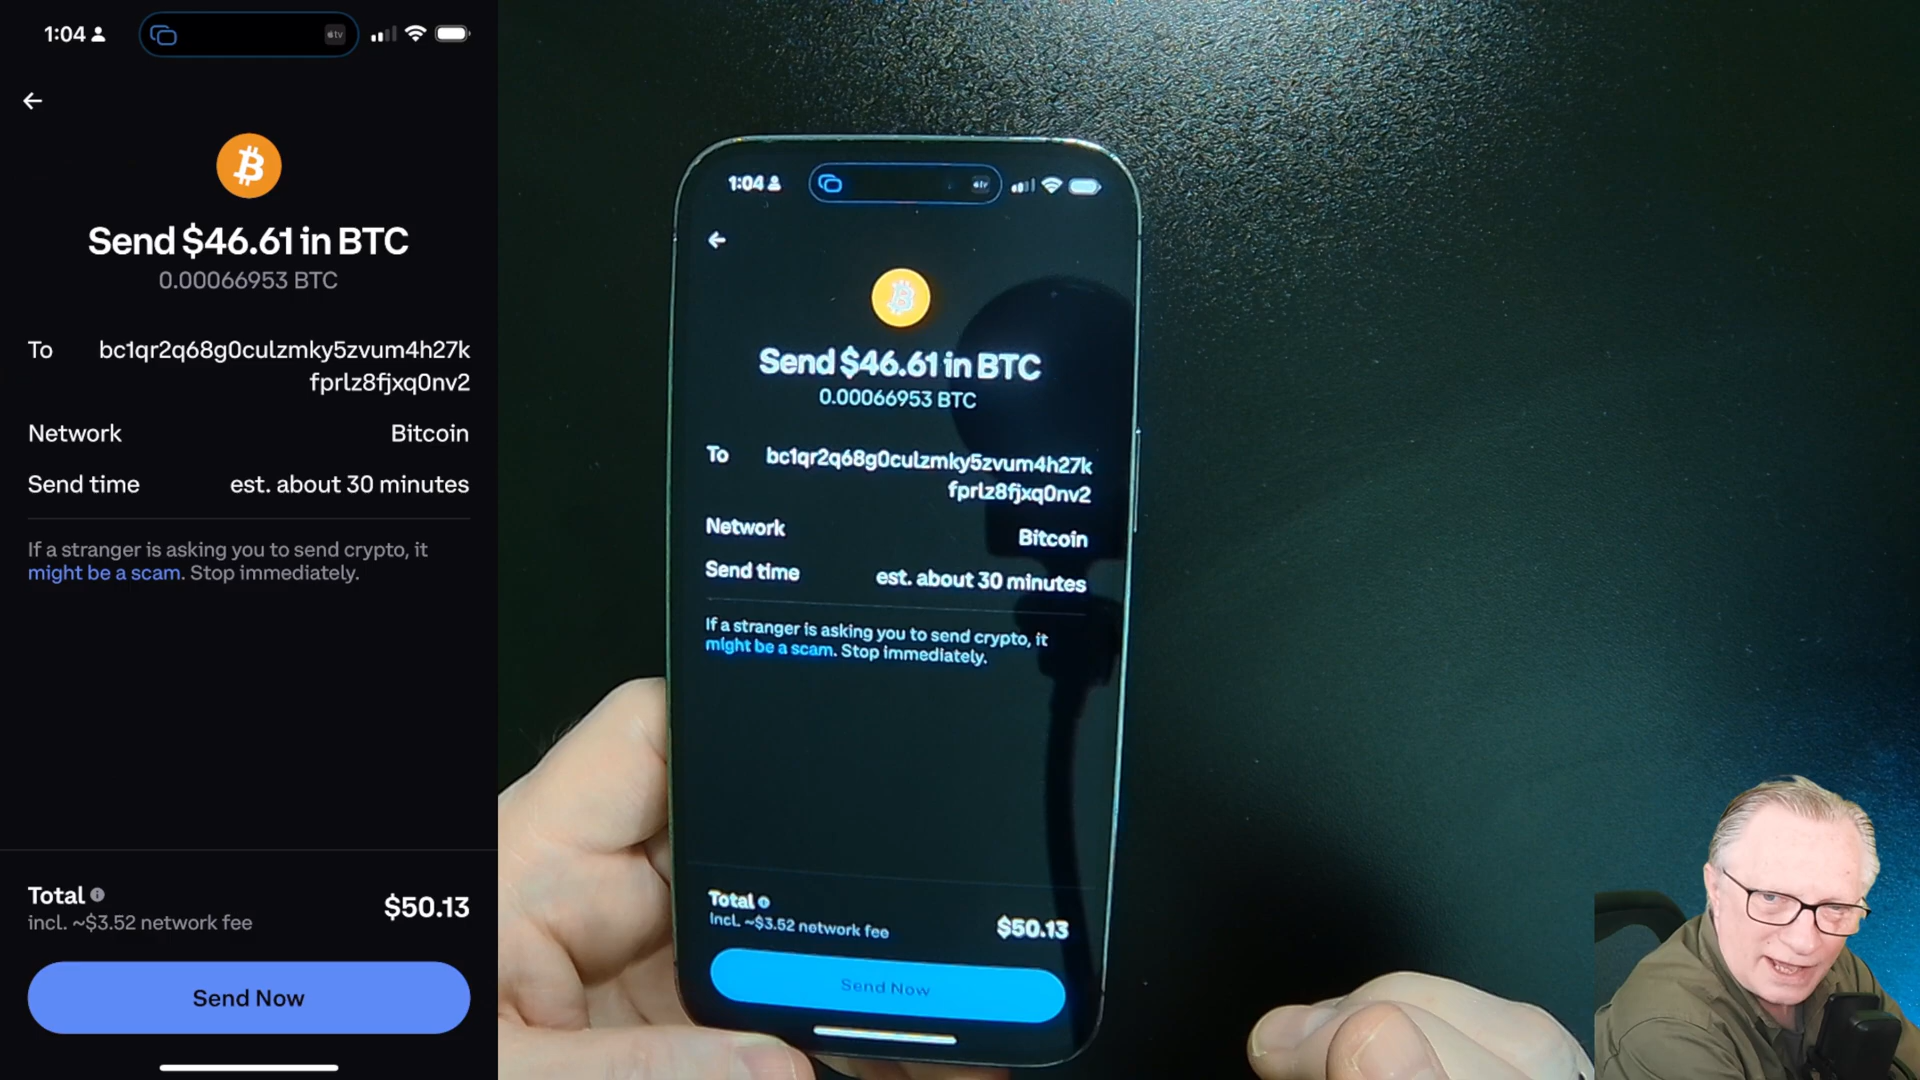 1:04
tv
Send $46.61 in BTC
0.00066953 BTC
To bc1qr2q68g0culzmky5zvum4h27k
fprlz8fjxq0nv2
Network Bitcoin
Send time est. about 30 minutes
If a stranger is asking you to send crypto, it
might be a scam. Stop immediately.
Total $50.13
incl. ~$3.52 network fee
Send Now
1:04
tv
Send $46.61 in BTC
0.00066953 BTC
To bc1qr2q68g0culzmky5zvum4h27k
fprlz8fjxq0nv2
Network Bitcoin
Send time est. about 30 minutes
If a stranger is asking you to send crypto, it
might be a scam. Stop immediately.
Total $50.13
Incl. ~$3.52 network fee
Send Now